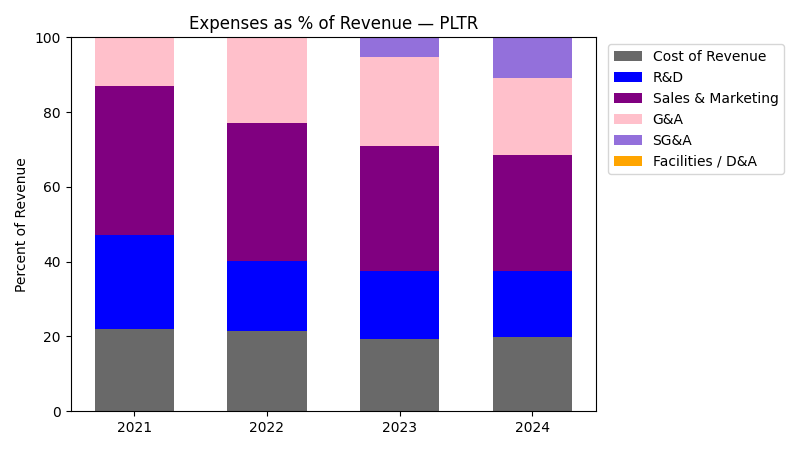 Expenses as % of Revenue — PLTR
Percent of Revenue
100
80
60
40
20
0
2021
2022
2023
2024
Cost of Revenue
R&D
Sales & Marketing
G&A
SG&A
Facilities / D&A